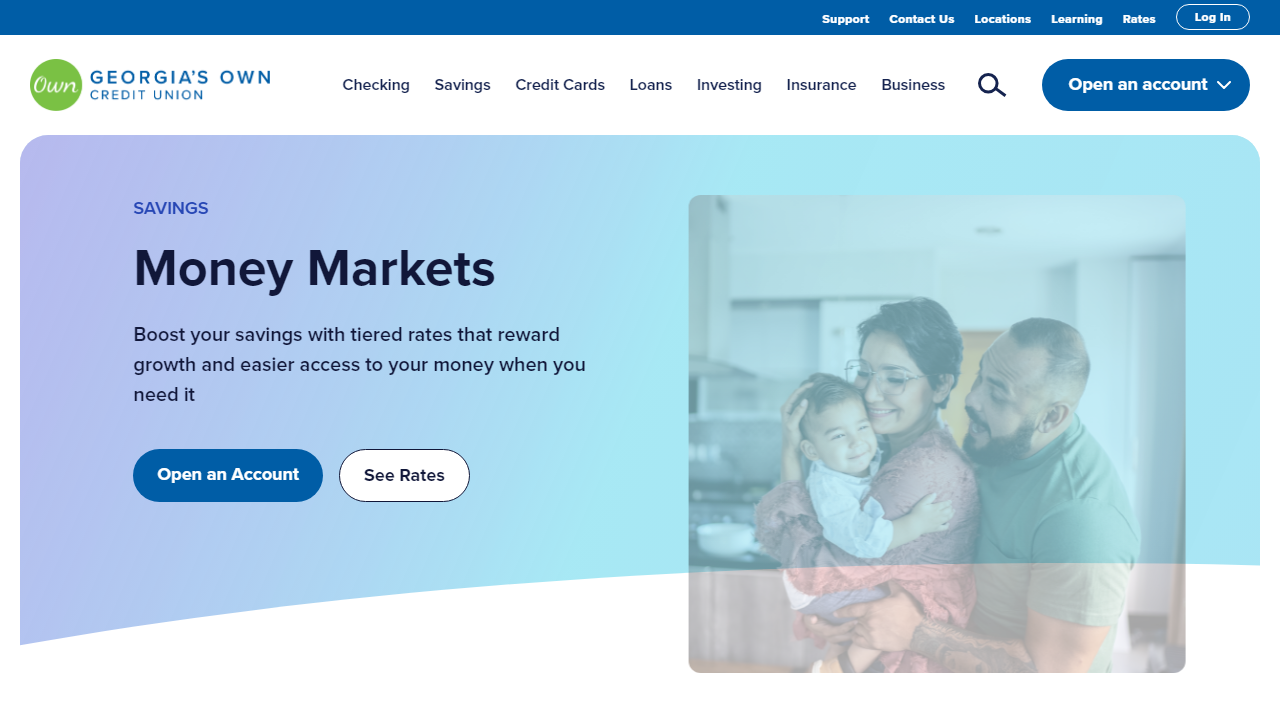 Support Contact Us Locations Learning Rates Log In
Own GEORGIA'S OWN
CREDIT UNION
Checking Savings Credit Cards Loans Investing Insurance Business Open an account
SAVINGS
Money Markets
Boost your savings with tiered rates that reward
growth and easier access to your money when you
need it
Open an Account See Rates